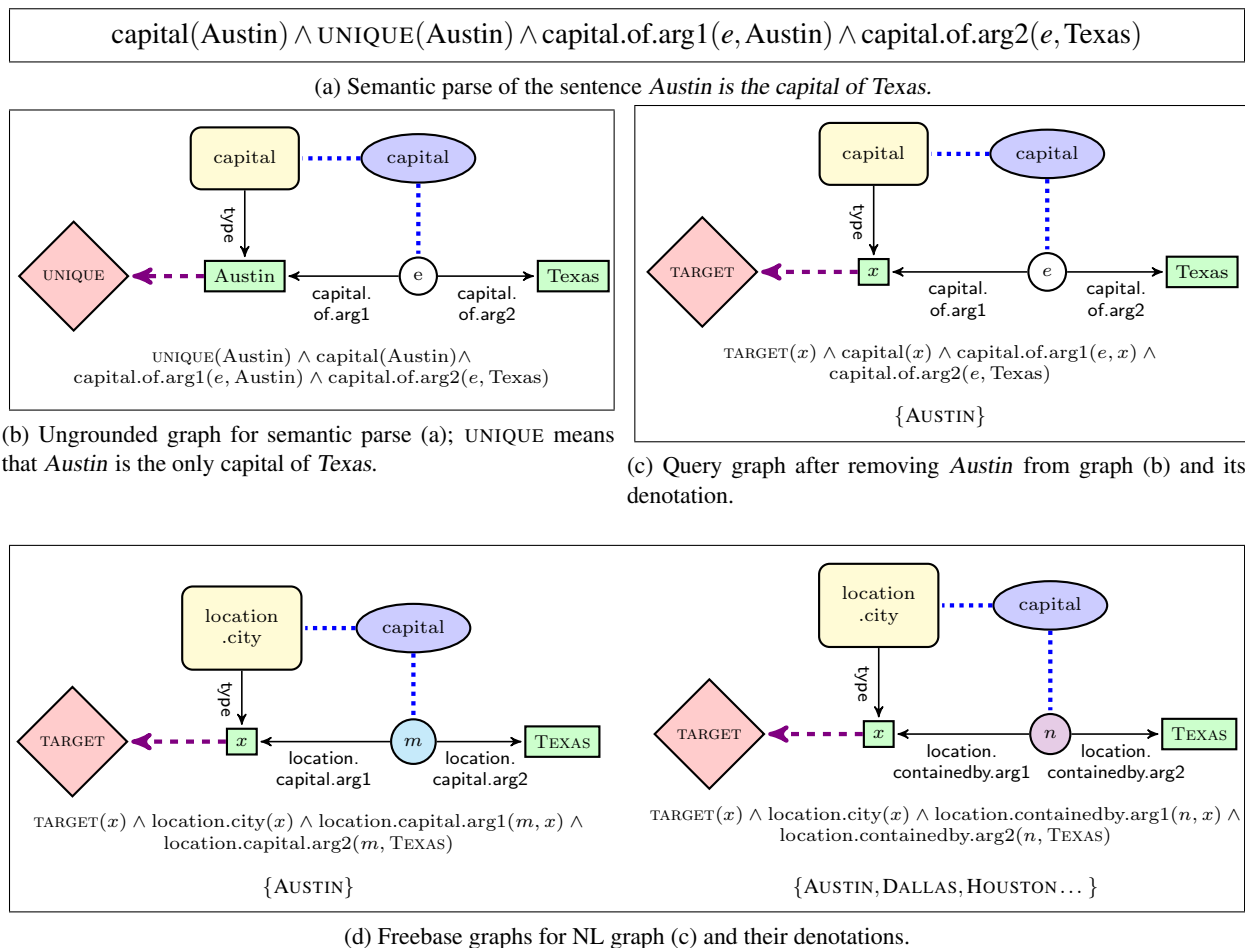 capital(Austin) ∧ UNIQUE(Austin) ∧ capital.of.arg1(e, Austin) ∧ capital.of.arg2(e, Texas)
(a) Semantic parse of the sentence Austin is the capital of Texas.
capital
capital
type
UNIQUE
Austin
e
Texas
capital.
of.arg1
capital.
of.arg2
UNIQUE(Austin) ∧ capital(Austin)∧
capital.of.arg1(e, Austin) ∧ capital.of.arg2(e, Texas)
(b) Ungrounded graph for semantic parse (a); UNIQUE means
that Austin is the only capital of Texas.
capital
capital
type
TARGET
x
e
Texas
capital.
of.arg1
capital.
of.arg2
TARGET(x) ∧ capital(x) ∧ capital.of.arg1(e, x) ∧
capital.of.arg2(e, Texas)
{AUSTIN}
(c) Query graph after removing Austin from graph (b) and its
denotation.
location
.city
capital
type
TARGET
x
m
TEXAS
location.
capital.arg1
location.
capital.arg2
TARGET(x) ∧ location.city(x) ∧ location.capital.arg1(m, x) ∧
location.capital.arg2(m, TEXAS)
{AUSTIN}
location
.city
capital
type
TARGET
x
n
TEXAS
location.
containedby.arg1
location.
containedby.arg2
TARGET(x) ∧ location.city(x) ∧ location.containedby.arg1(n, x) ∧
location.containedby.arg2(n, TEXAS)
{AUSTIN, DALLAS, HOUSTON... }
(d) Freebase graphs for NL graph (c) and their denotations.